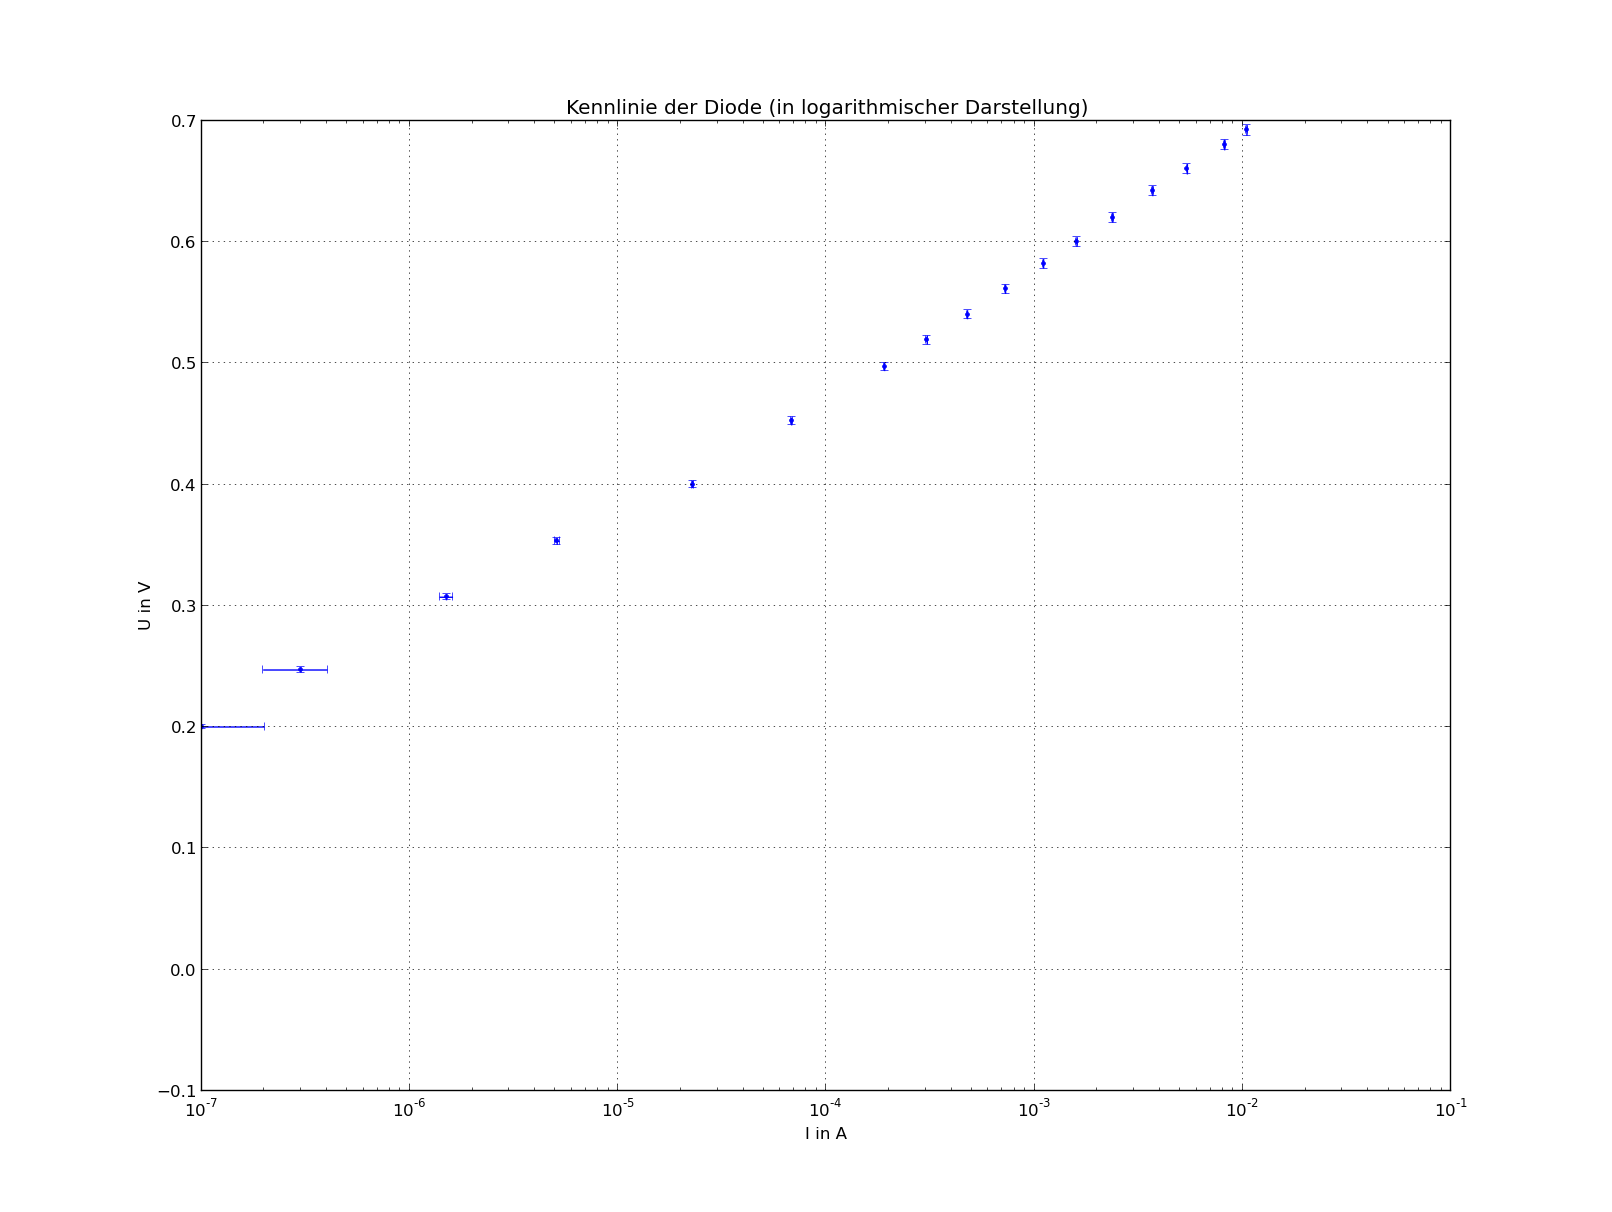 Kennlinie der Diode (in logarithmischer Darstellung)
0.7
0.6
0.5
0.4
0.3
0.2
0.1
0.0
−0.1
U in V
10⁻⁷ 10⁻⁶ 10⁻⁵ 10⁻⁴ 10⁻³ 10⁻² 10⁻¹
I in A